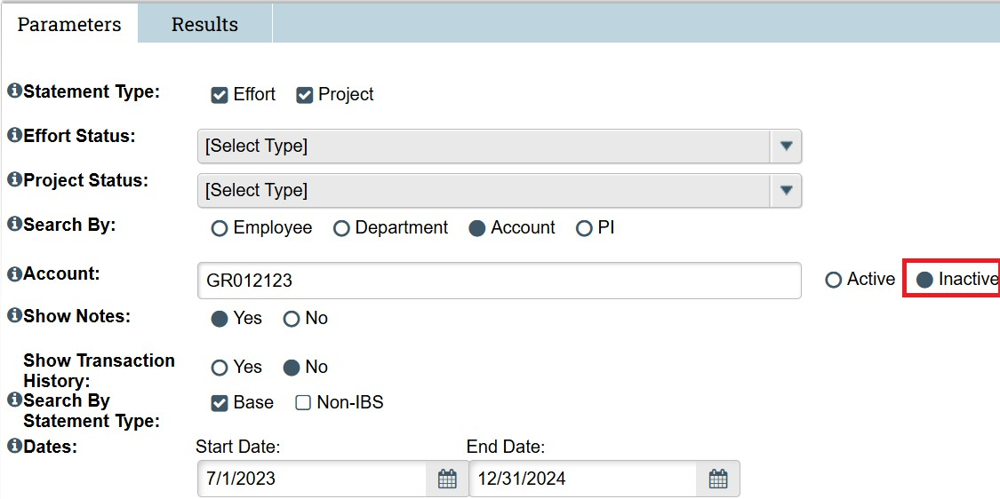 Parameters Results
Statement Type: Effort Project
Effort Status: [Select Type]
Project Status: [Select Type]
Search By: Employee Department Account PI
Account: GR012123 Active Inactive
Show Notes: Yes No
Show Transaction History: Yes No
Search By Statement Type: Base Non-IBS
Dates: Start Date: End Date:
7/1/2023 12/31/2024